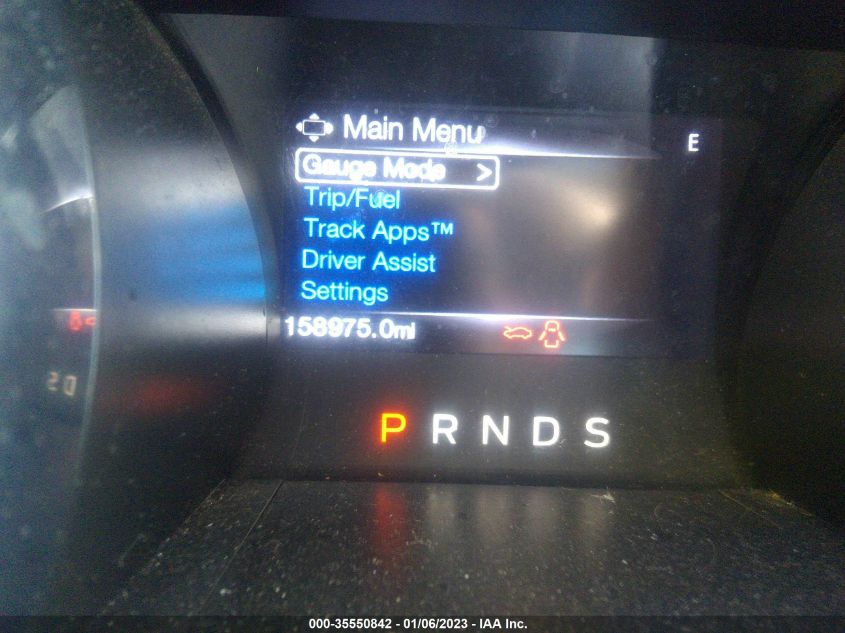 Main Menu
E
Gauge Mode >
Trip/Fuel
Track Apps™
Driver Assist
Settings
158975.0mi
20
P R N D S
000-35550842 - 01/06/2023 - IAA Inc.